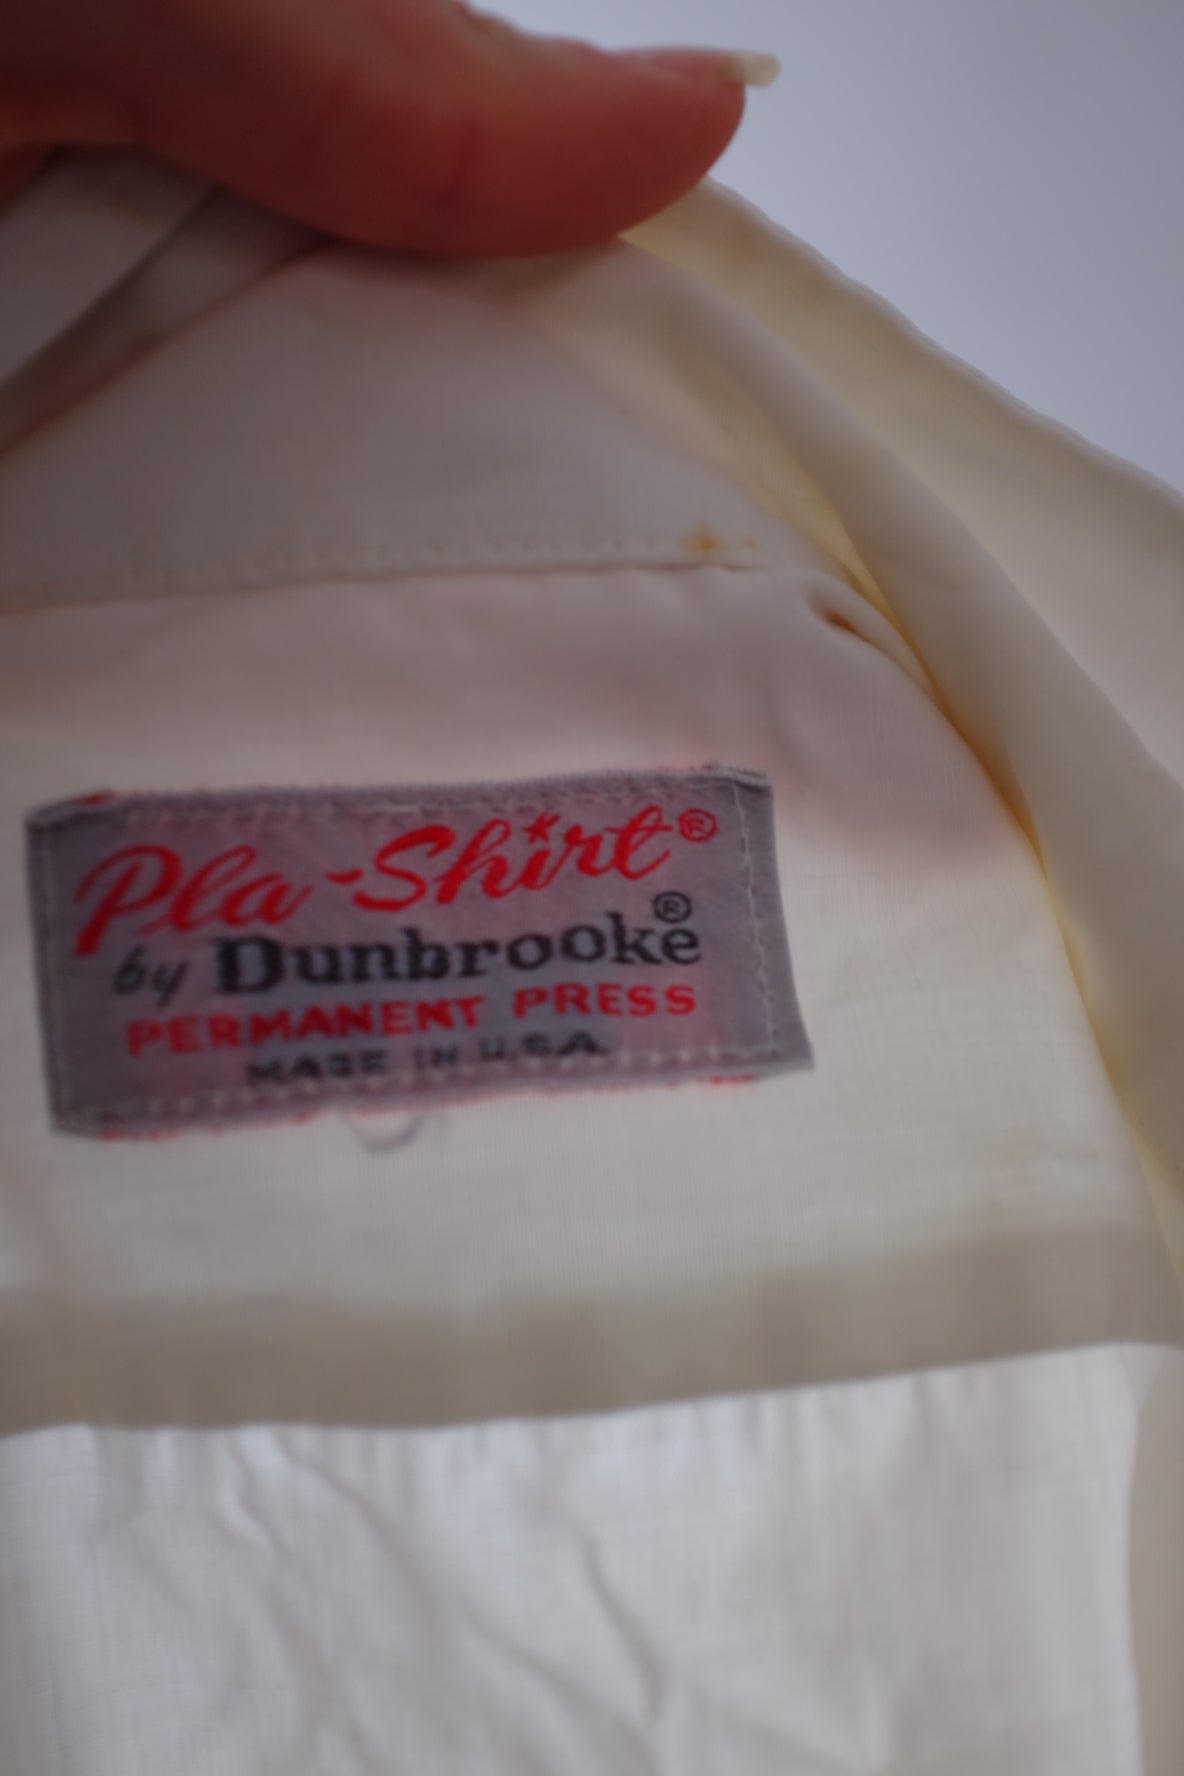 Pla-Shirt®
by Dunbrooke®
PERMANENT PRESS
MADE IN U.S.A.